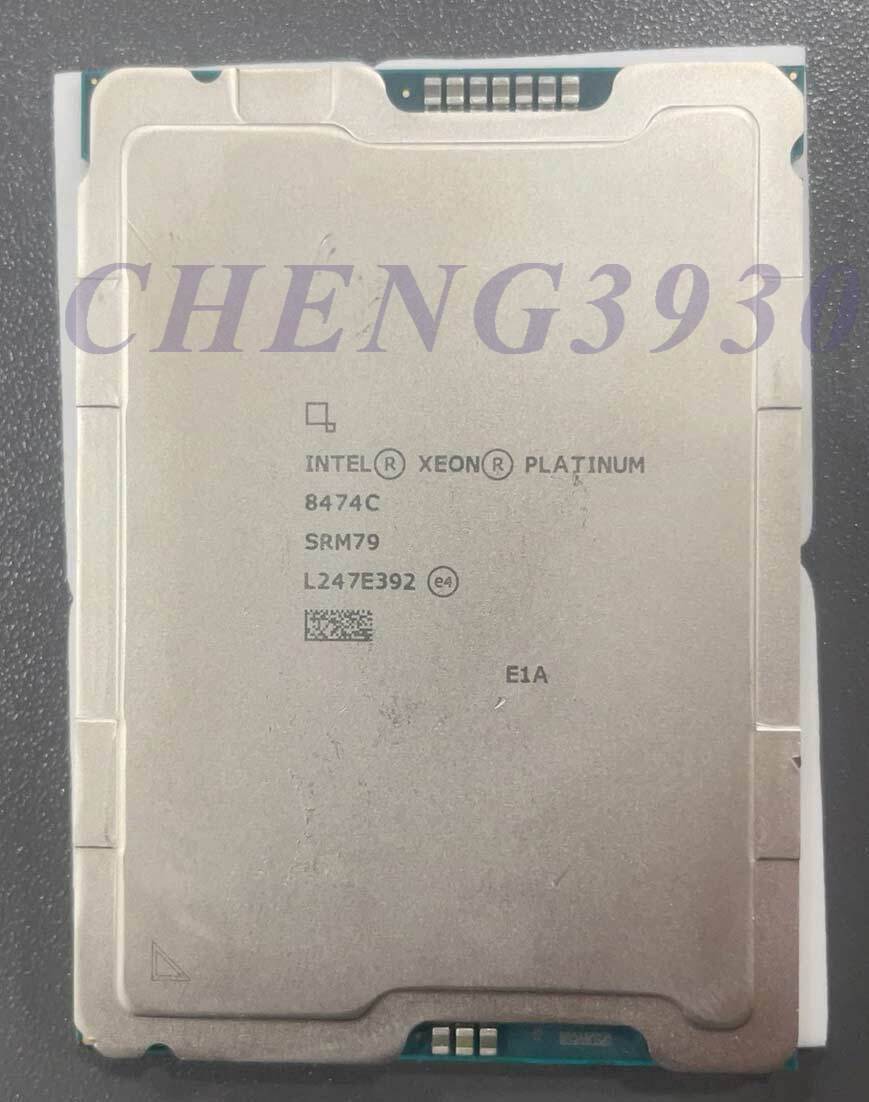 CHENG3930
INTEL® XEON® PLATINUM
8474C
SRM79
L247E392 e4
E1A